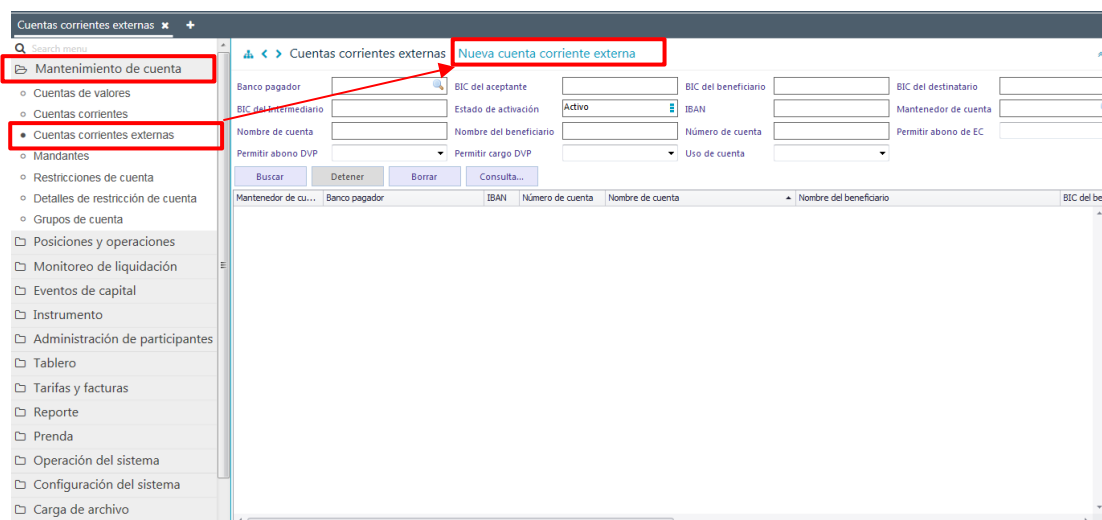 Cuentas corrientes externas ✖ +
Search menu
Mantenimiento de cuenta
Cuentas de valores
Cuentas corrientes
Cuentas corrientes externas
Mandantes
Restricciones de cuenta
Detalles de restricción de cuenta
Grupos de cuenta
Posiciones y operaciones
Monitoreo de liquidación
Eventos de capital
Instrumento
Administración de participantes
Tablero
Tarifas y facturas
Reporte
Prenda
Operación del sistema
Configuración del sistema
Carga de archivo
Cuentas corrientes externas Nueva cuenta corriente externa
Banco pagador BIC del aceptante BIC del beneficiario BIC del destinatario
BIC del Intermediario Estado de activación Activo IBAN Mantenedor de cuenta
Nombre de cuenta Nombre del beneficiario Número de cuenta Permitir abono de EC
Permitir abono DVP Permitir cargo DVP Uso de cuenta
Buscar Detener Borrar Consulta...
Mantenedor de cu... Banco pagador IBAN Número de cuenta Nombre de cuenta Nombre del beneficiario BIC del be